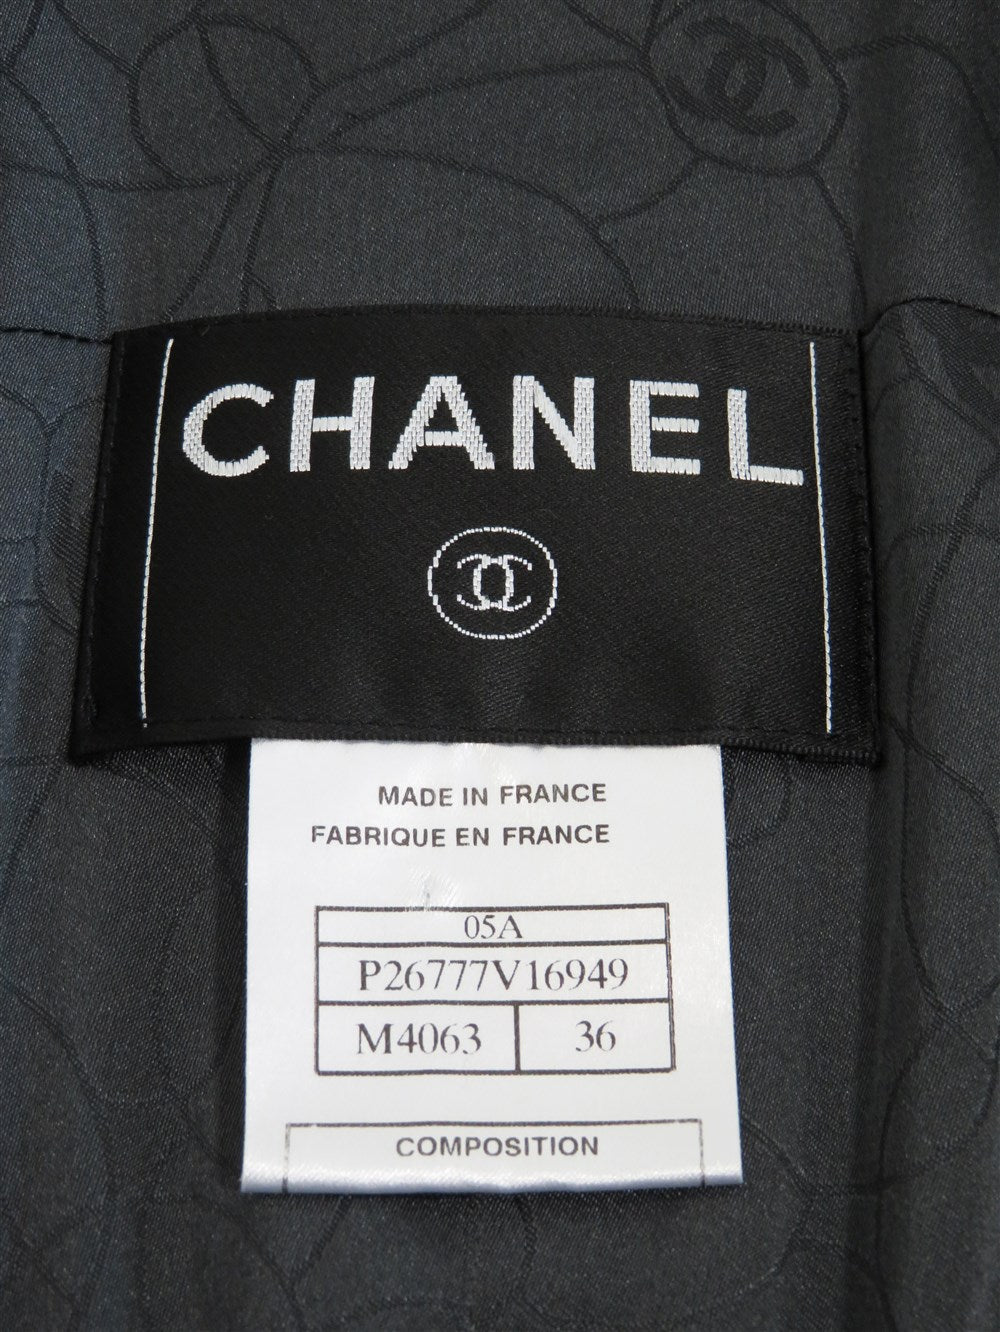 CHANEL
MADE IN FRANCE
FABRIQUE EN FRANCE
05A
P26777V16949
M4063 36
COMPOSITION